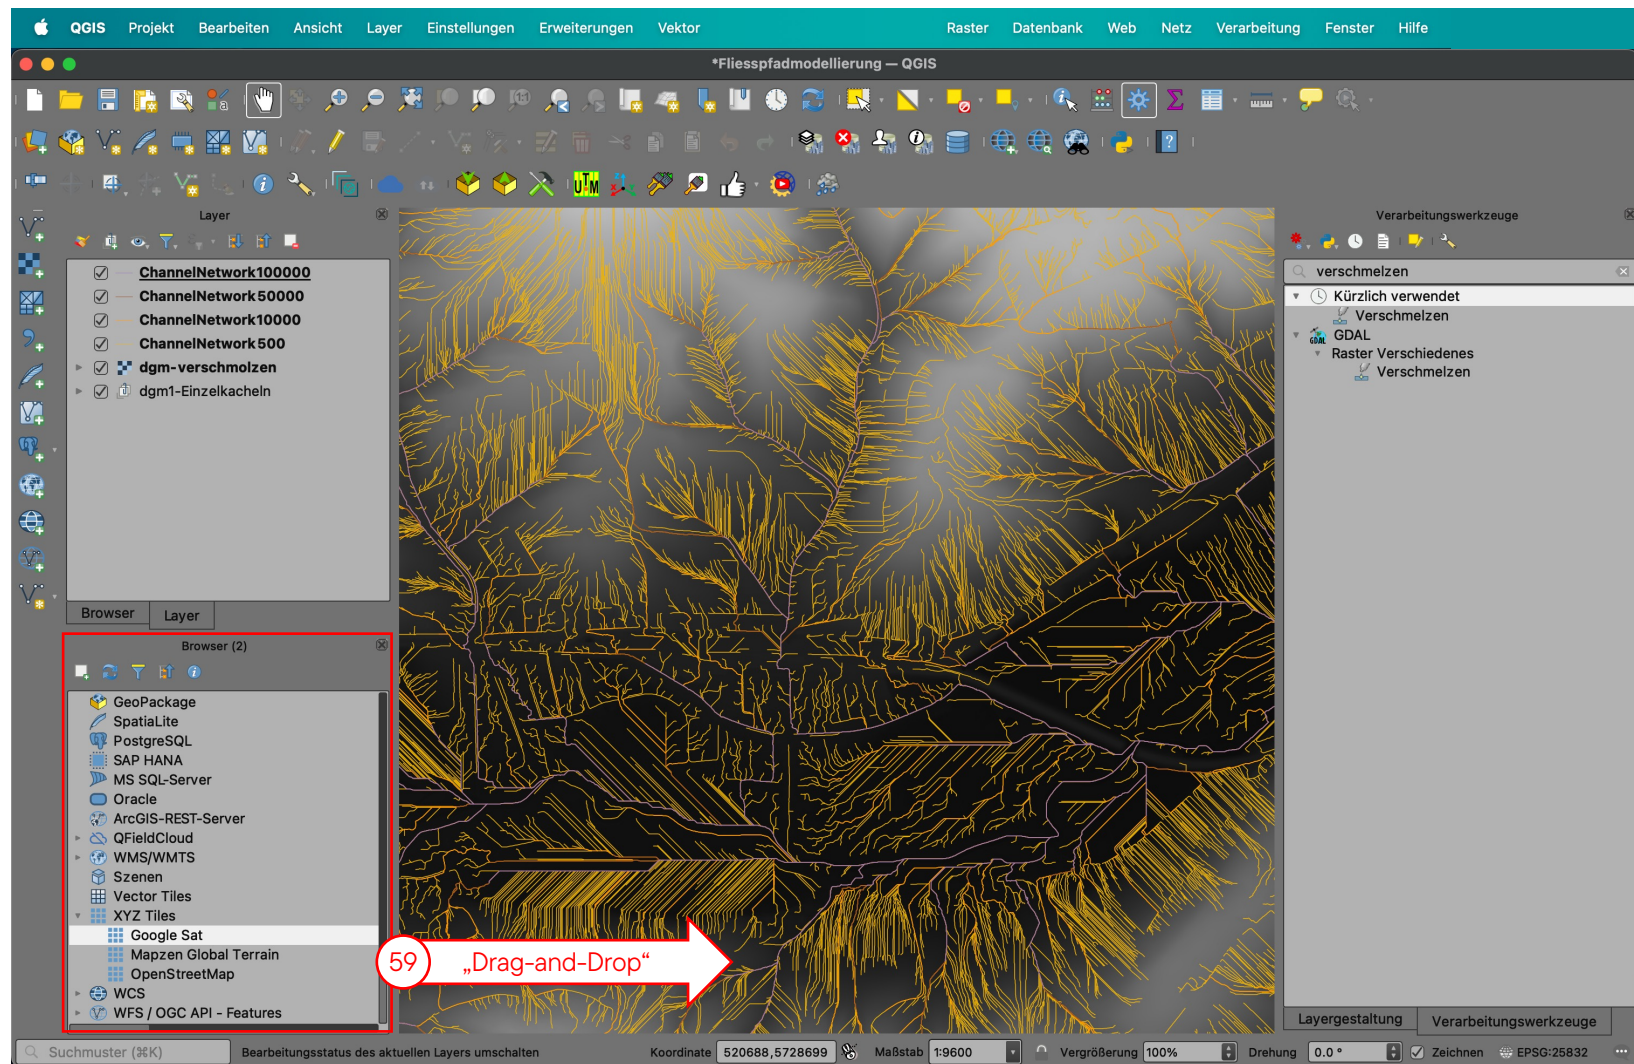 QGIS Projekt Bearbeiten Ansicht Layer Einstellungen Erweiterungen Vektor Raster Datenbank Web Netz Verarbeitung Fenster Hilfe
*Fliesspfadmodellierung — QGIS
Layer
ChannelNetwork100000
ChannelNetwork50000
ChannelNetwork10000
ChannelNetwork500
dgm-verschmolzen
dgm1-Einzelkacheln
Browser Layer
Browser (2)
GeoPackage
SpatiaLite
PostgreSQL
SAP HANA
MS SQL-Server
Oracle
ArcGIS-REST-Server
QFieldCloud
WMS/WMTS
Szenen
Vector Tiles
XYZ Tiles
Google Sat
Mapzen Global Terrain
OpenStreetMap
WCS
WFS / OGC API - Features
59 „Drag-and-Drop“
Verarbeitungswerkzeuge
verschmelzen
Kürzlich verwendet
Verschmelzen
GDAL
Raster Verschiedenes
Verschmelzen
Layergestaltung Verarbeitungswerkzeuge
Suchmuster (⌘K) Bearbeitungsstatus des aktuellen Layers umschalten Koordinate 520688,5728699 Maßstab 1:9600 Vergrößerung 100% Drehung 0.0 ° Zeichnen EPSG:25832